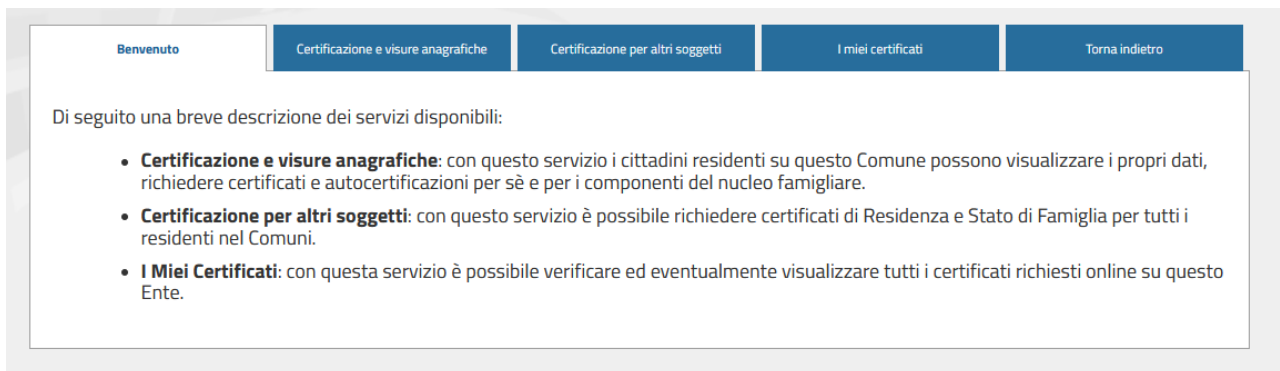 Benvenuto
Certificazione e visure anagrafiche
Certificazione per altri soggetti
I miei certificati
Torna indietro
Di seguito una breve descrizione dei servizi disponibili:
• Certificazione e visure anagrafiche: con questo servizio i cittadini residenti su questo Comune possono visualizzare i propri dati,
richiedere certificati e autocertificazioni per sè e per i componenti del nucleo famigliare.
• Certificazione per altri soggetti: con questo servizio è possibile richiedere certificati di Residenza e Stato di Famiglia per tutti i
residenti nel Comuni.
• I Miei Certificati: con questa servizio è possibile verificare ed eventualmente visualizzare tutti i certificati richiesti online su questo
Ente.